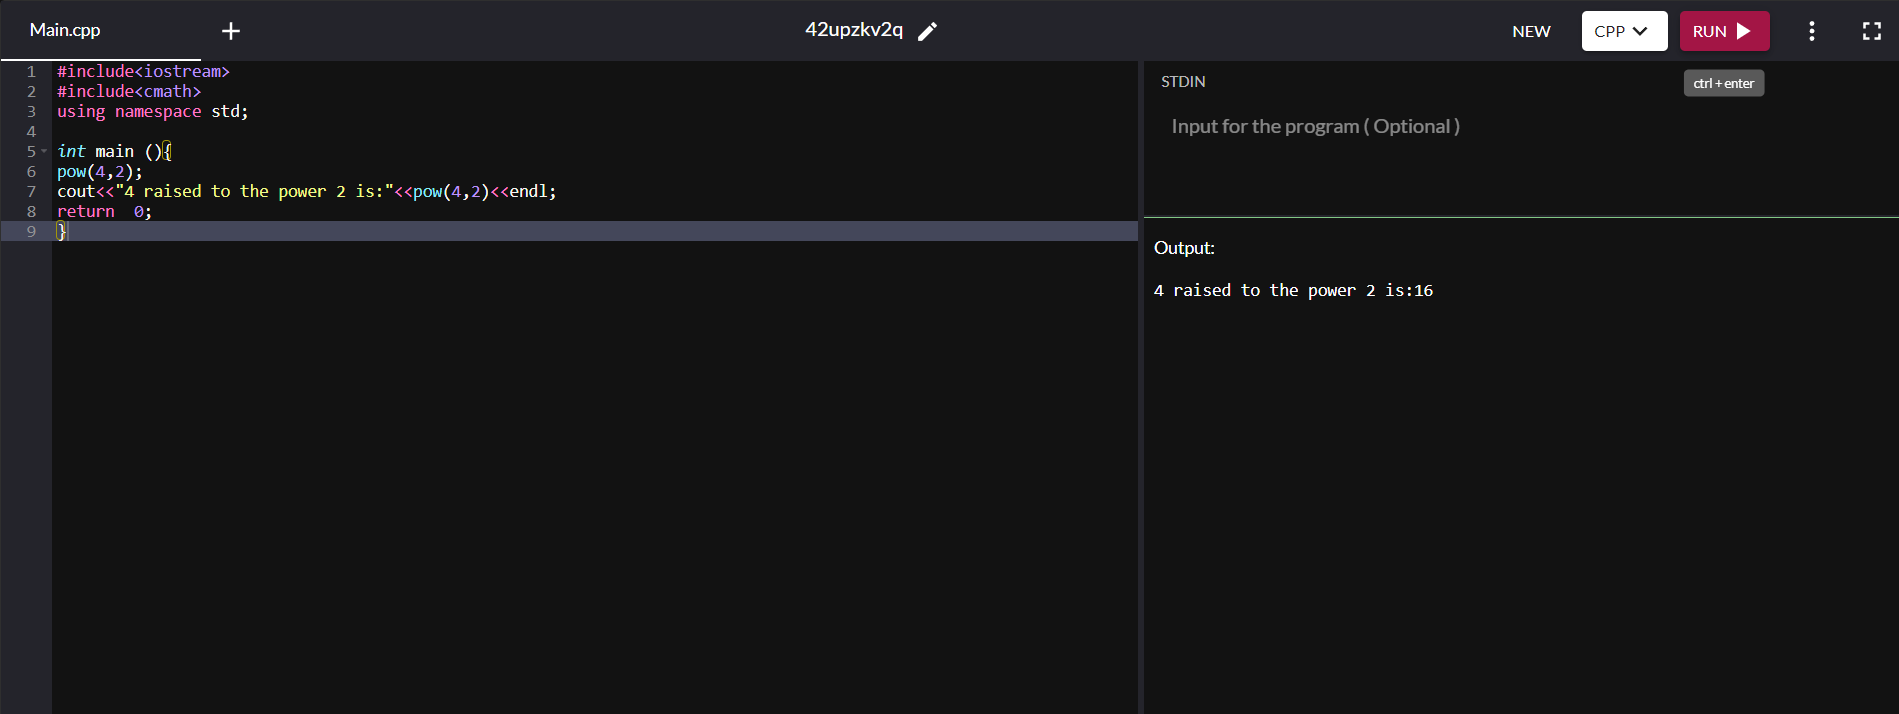 Main.cpp +
42upzkv2q
NEW
CPP
RUN
ctrl + enter
1 #include<iostream>
2 #include<cmath>
3 using namespace std;
4
5 int main (){
6 pow(4,2);
7 cout<<"4 raised to the power 2 is:"<<pow(4,2)<<endl;
8 return  0;
9 }
STDIN
Input for the program ( Optional )
Output:
4 raised to the power 2 is:16